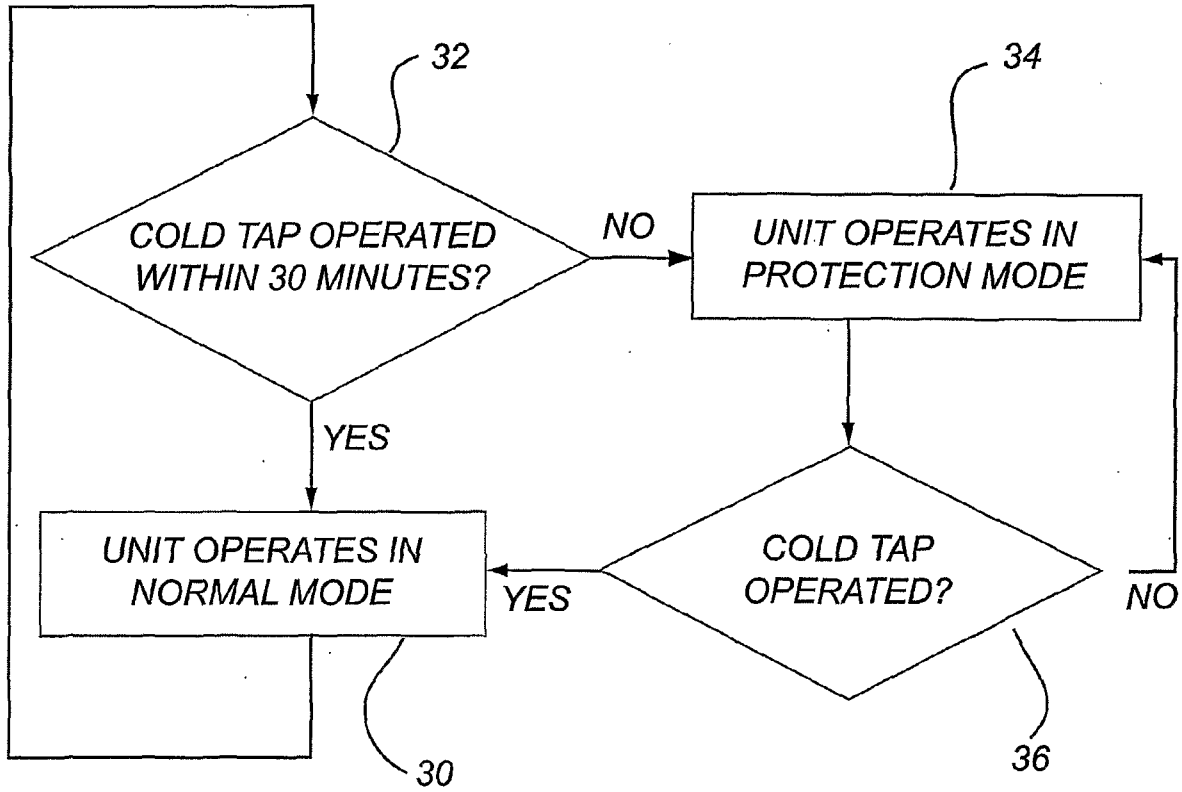 32
34
COLD TAP OPERATED
WITHIN 30 MINUTES?
NO
UNIT OPERATES IN
PROTECTION MODE
YES
UNIT OPERATES IN
NORMAL MODE
YES
COLD TAP
OPERATED?
NO
30
36